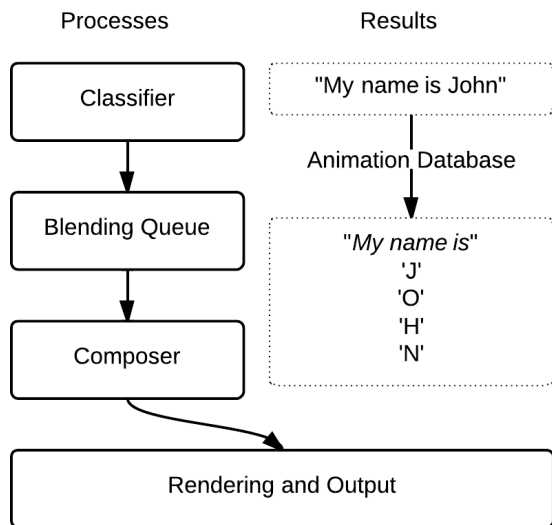 Processes
Results
Classifier
"My name is John"
Animation Database
Blending Queue
"My name is"
'J'
'O'
'H'
'N'
Composer
Rendering and Output